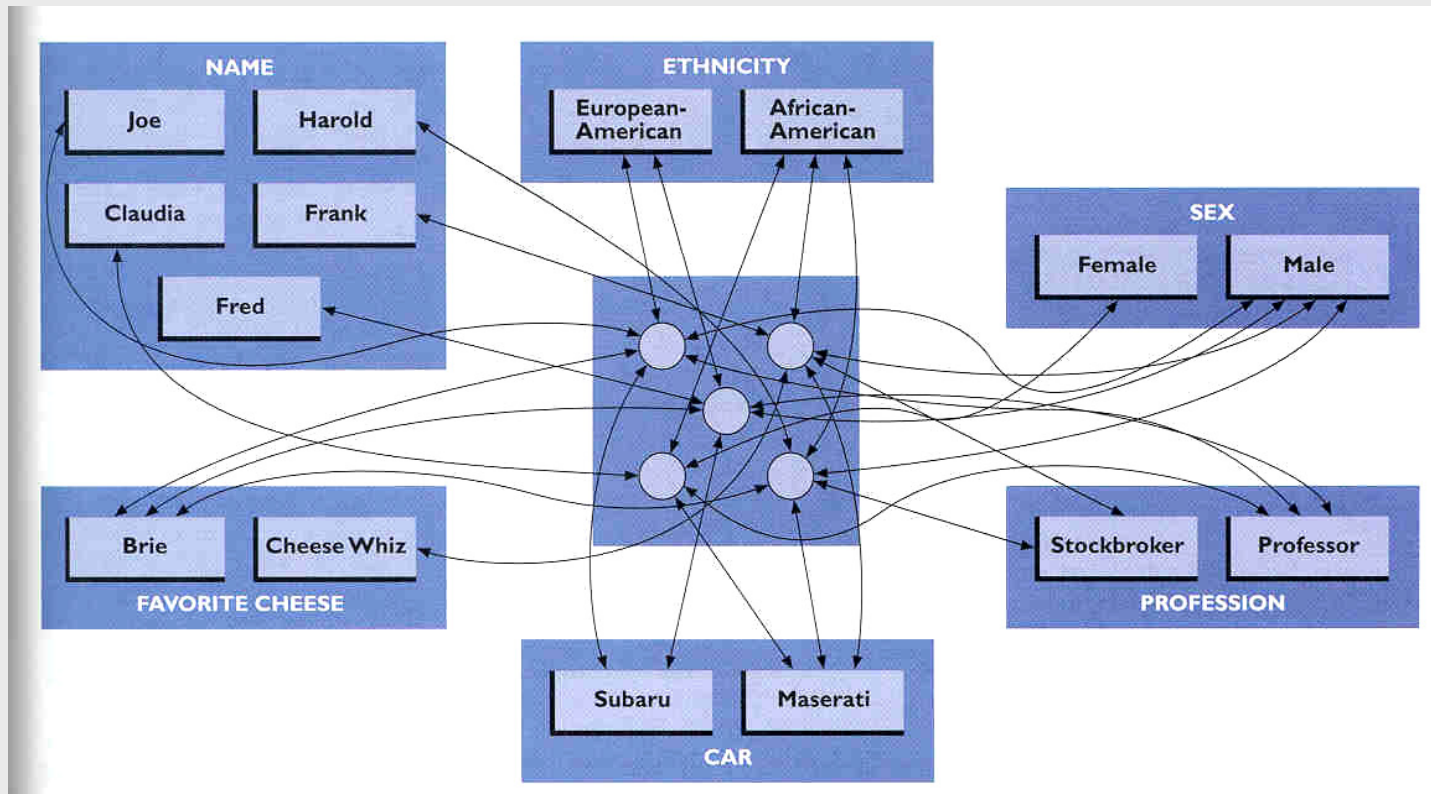 NAME
Joe
Harold
Claudia
Frank
Fred
ETHNICITY
European-
American
African-
American
SEX
Female
Male
Brie
Cheese Whiz
FAVORITE CHEESE
Subaru
Maserati
CAR
Stockbroker
Professor
PROFESSION